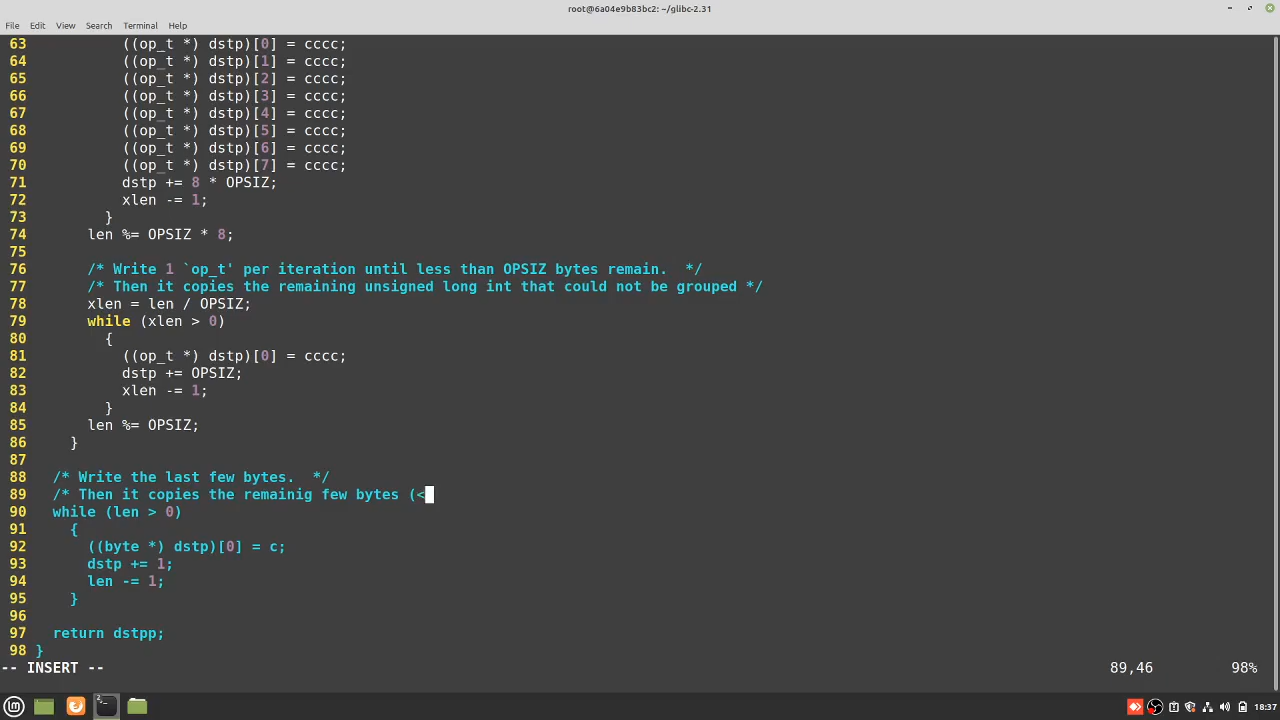 root@6a04e9b83bc2: ~/glibc-2.31
File Edit View Search Terminal Help
63 ((op_t *) dstp)[0] = cccc;
64 ((op_t *) dstp)[1] = cccc;
65 ((op_t *) dstp)[2] = cccc;
66 ((op_t *) dstp)[3] = cccc;
67 ((op_t *) dstp)[4] = cccc;
68 ((op_t *) dstp)[5] = cccc;
69 ((op_t *) dstp)[6] = cccc;
70 ((op_t *) dstp)[7] = cccc;
71 dstp += 8 * OPSIZ;
72 xlen -= 1;
73 }
74 len %= OPSIZ * 8;
75
76 /* Write 1 `op_t' per iteration until less than OPSIZ bytes remain.  */
77 /* Then it copies the remaining unsigned long int that could not be grouped */
78 xlen = len / OPSIZ;
79 while (xlen > 0)
80 {
81 ((op_t *) dstp)[0] = cccc;
82 dstp += OPSIZ;
83 xlen -= 1;
84 }
85 len %= OPSIZ;
86 }
87
88 /* Write the last few bytes.  */
89 /* Then it copies the remainig few bytes (<
90 while (len > 0)
91 {
92 ((byte *) dstp)[0] = c;
93 dstp += 1;
94 len -= 1;
95 }
96
97 return dstpp;
98 }
-- INSERT -- 89,46 98%
18:37